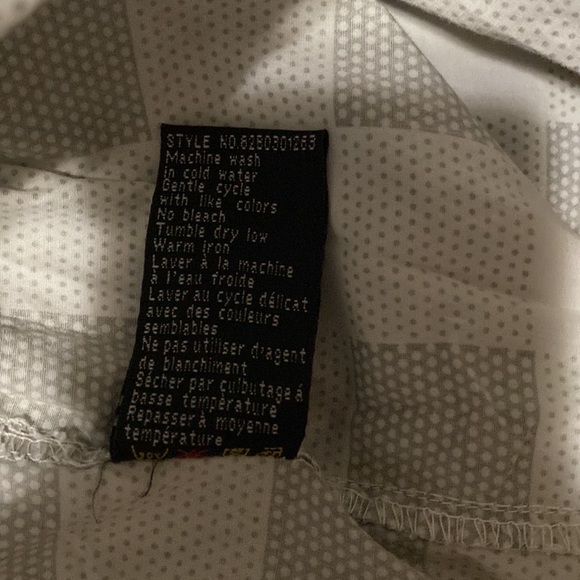 STYLE NO.8280301263
Machine wash
in cold water
Gentle cycle
with like colors
No bleach
Tumble dry low
Warm iron
Laver à la machine
à l'eau froide
Laver au cycle délicat
avec des couleurs
semblables
Ne pas utiliser d'agent
de blanchiment
Sécher par culbutage á
basse température
Repasser à moyenne
température